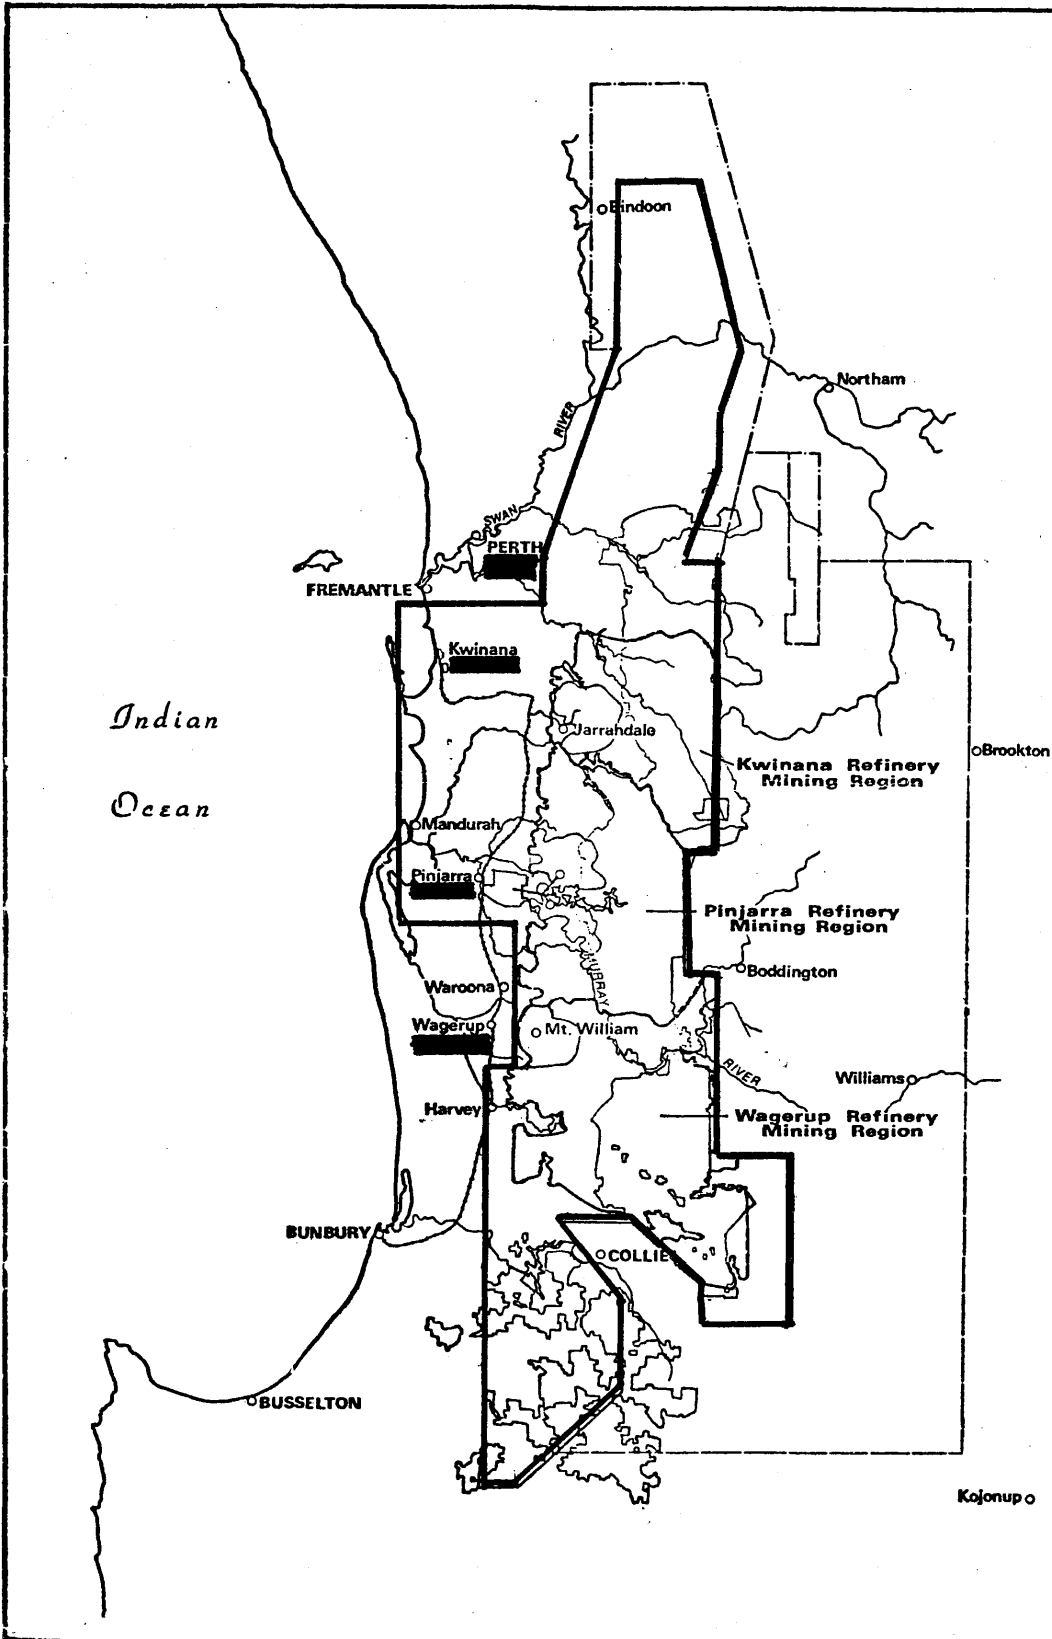 Bindoon
Northam
RIVER
SWAN
PERTH
FREMANTLE
Kwinana
Indian
Ocean
Jarrahdale
Brookton
Kwinana Refinery
Mining Region
Mandurah
Pinjarra
Pinjarra Refinery
Mining Region
MURRAY
Boddington
Waroona
Wagerup
Mt. William
RIVER
Williams
Harvey
Wagerup Refinery
Mining Region
BUNBURY
COLLIE
BUSSELTON
Kojonup